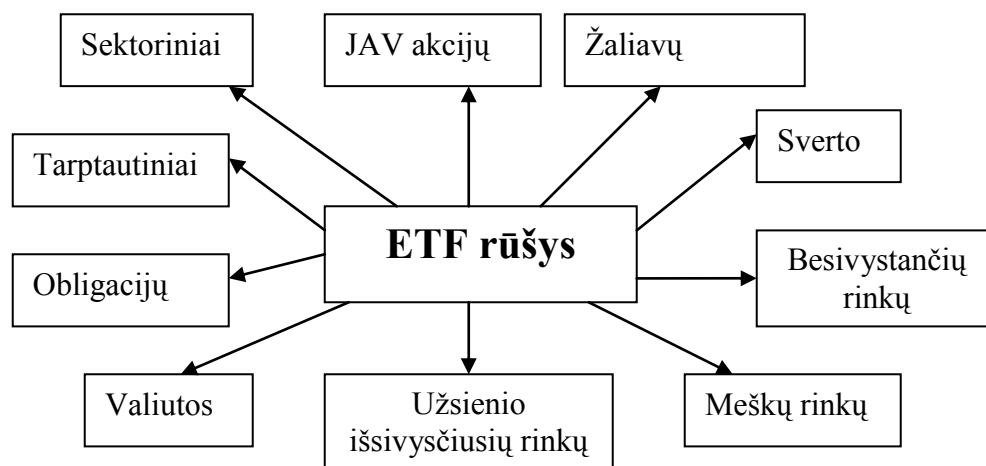 Sektoriniai
JAV akcijų
Žaliavų
Tarptautiniai
Sverto
ETF rūšys
Obligacijų
Besivystančių
rinkų
Valiutos
Užsienio
išsivysčiusių rinkų
Meškų rinkų